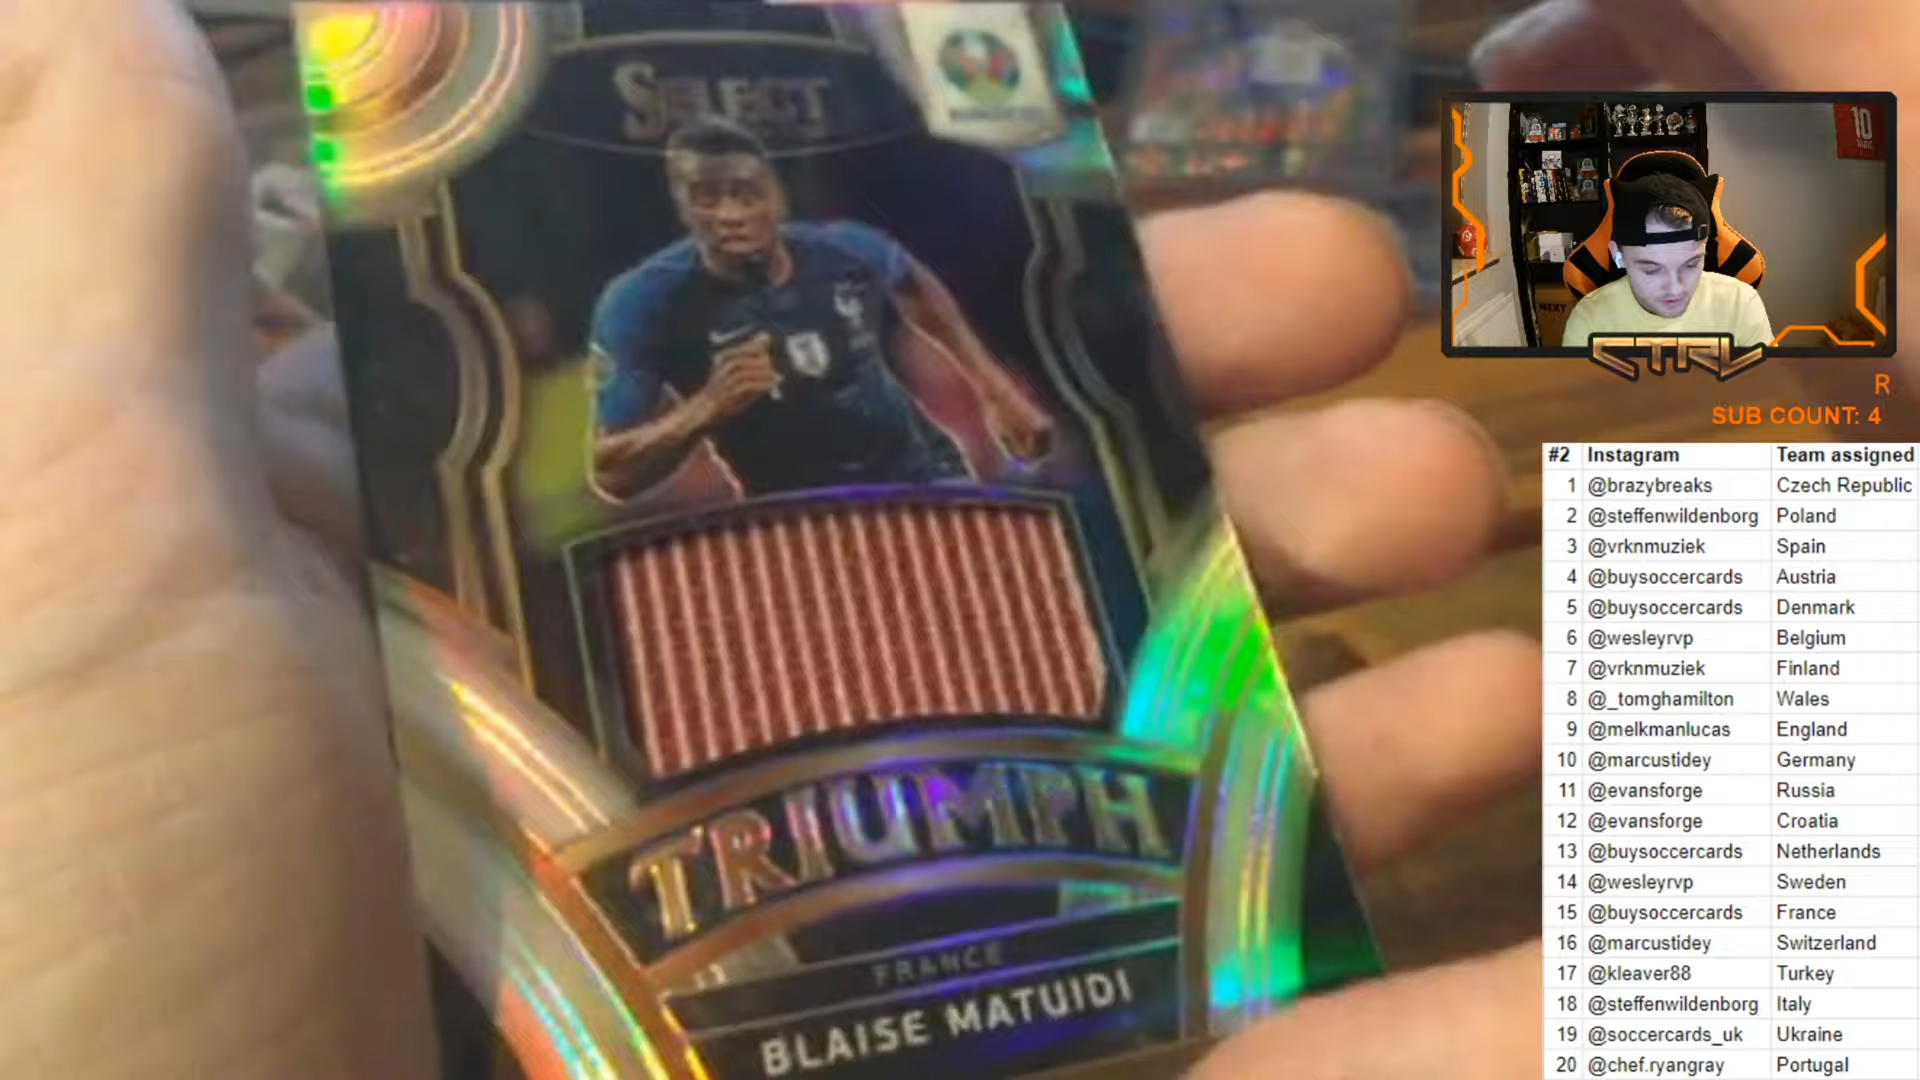 SELECT
TRIUMPH
FRANCE
BLAISE MATUIDI
10
CTRL
R
SUB COUNT: 4
#2 Instagram Team assigned
1 @brazybreaks Czech Republic
2 @steffenwildenborg Poland
3 @vrknmuziek Spain
4 @buysoccercards Austria
5 @buysoccercards Denmark
6 @wesleyrvp Belgium
7 @vrknmuziek Finland
8 @_tomghamilton Wales
9 @melkmanlucas England
10 @marcustidey Germany
11 @evansforge Russia
12 @evansforge Croatia
13 @buysoccercards Netherlands
14 @wesleyrvp Sweden
15 @buysoccercards France
16 @marcustidey Switzerland
17 @kleaver88 Turkey
18 @steffenwildenborg Italy
19 @soccercards_uk Ukraine
20 @chef.ryangray Portugal